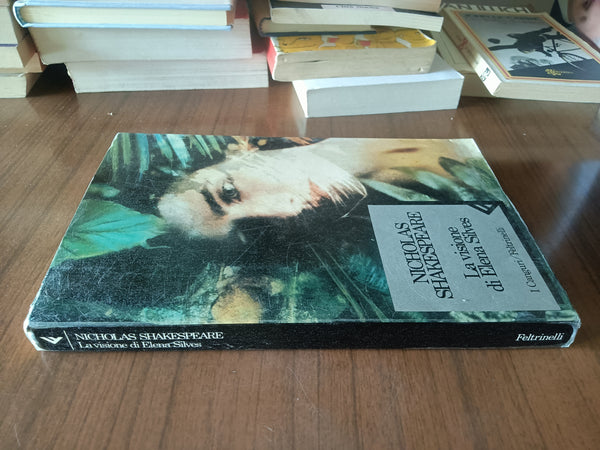 NICHOLAS
SHAKESPEARE
La visione
di Elena Silves
I Canguri/Feltrinelli
NICHOLAS SHAKESPEARE
La visione di Elena Silves
Feltrinelli